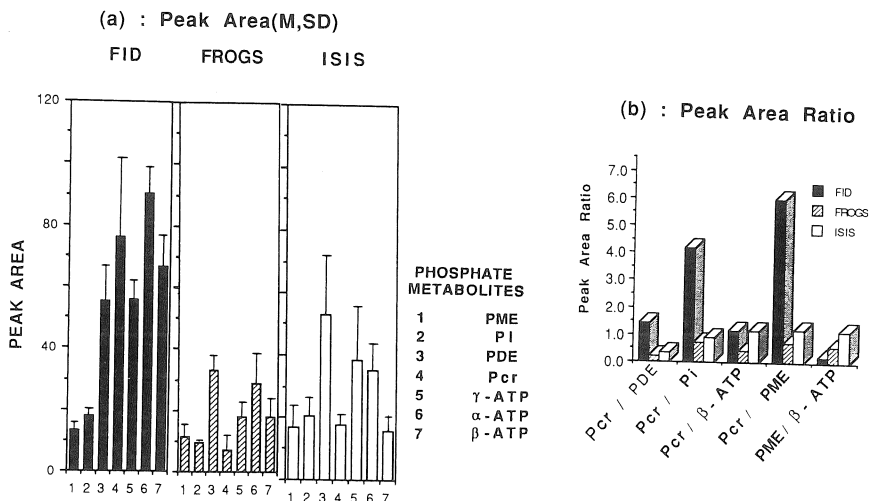 (a) : Peak Area(M,SD)
FID FROGS ISIS
120
80
40
0
PEAK AREA
1 2 3 4 5 6 7
1 2 3 4 5 6 7
1 2 3 4 5 6 7
PHOSPHATE
METABOLITES
1 PME
2 PI
3 PDE
4 Pcr
5 γ-ATP
6 α-ATP
7 β-ATP
(b) : Peak Area Ratio
7.0
6.0
5.0
4.0
3.0
2.0
1.0
0.0
Peak Area Ratio
FID
FROGS
ISIS
Pcr / PDE
Pcr / Pi
Pcr / β- ATP
Pcr / PME
PME / β- ATP